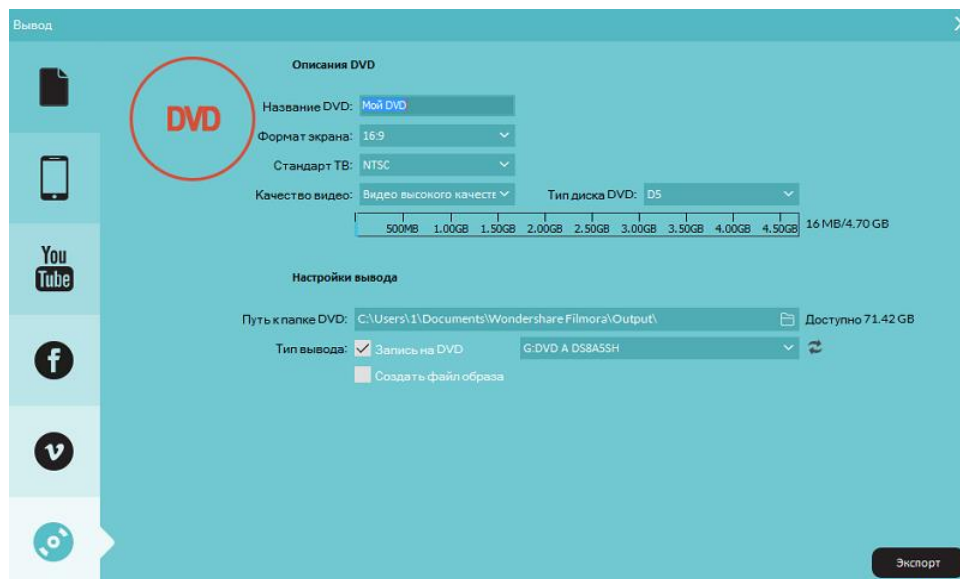 Вывод
Описания DVD
DVD
Название DVD: Мой DVD
Формат экрана: 16:9
Стандарт ТВ: NTSC
Качество видео: Видео высокого качеств Тип диска DVD: D5
500MB 1.00GB 1.50GB 2.00GB 2.50GB 3.00GB 3.50GB 4.00GB 4.50GB 16 MB/4.70 GB
You
Tube
Настройки вывода
Путь к папке DVD: C:\Users\1\Documents\Wondershare Filmora\Output\ Доступно 71.42 GB
Тип вывода: Запись на DVD G:DVD A DS8A5SH
Создать файл образа
Экспорт